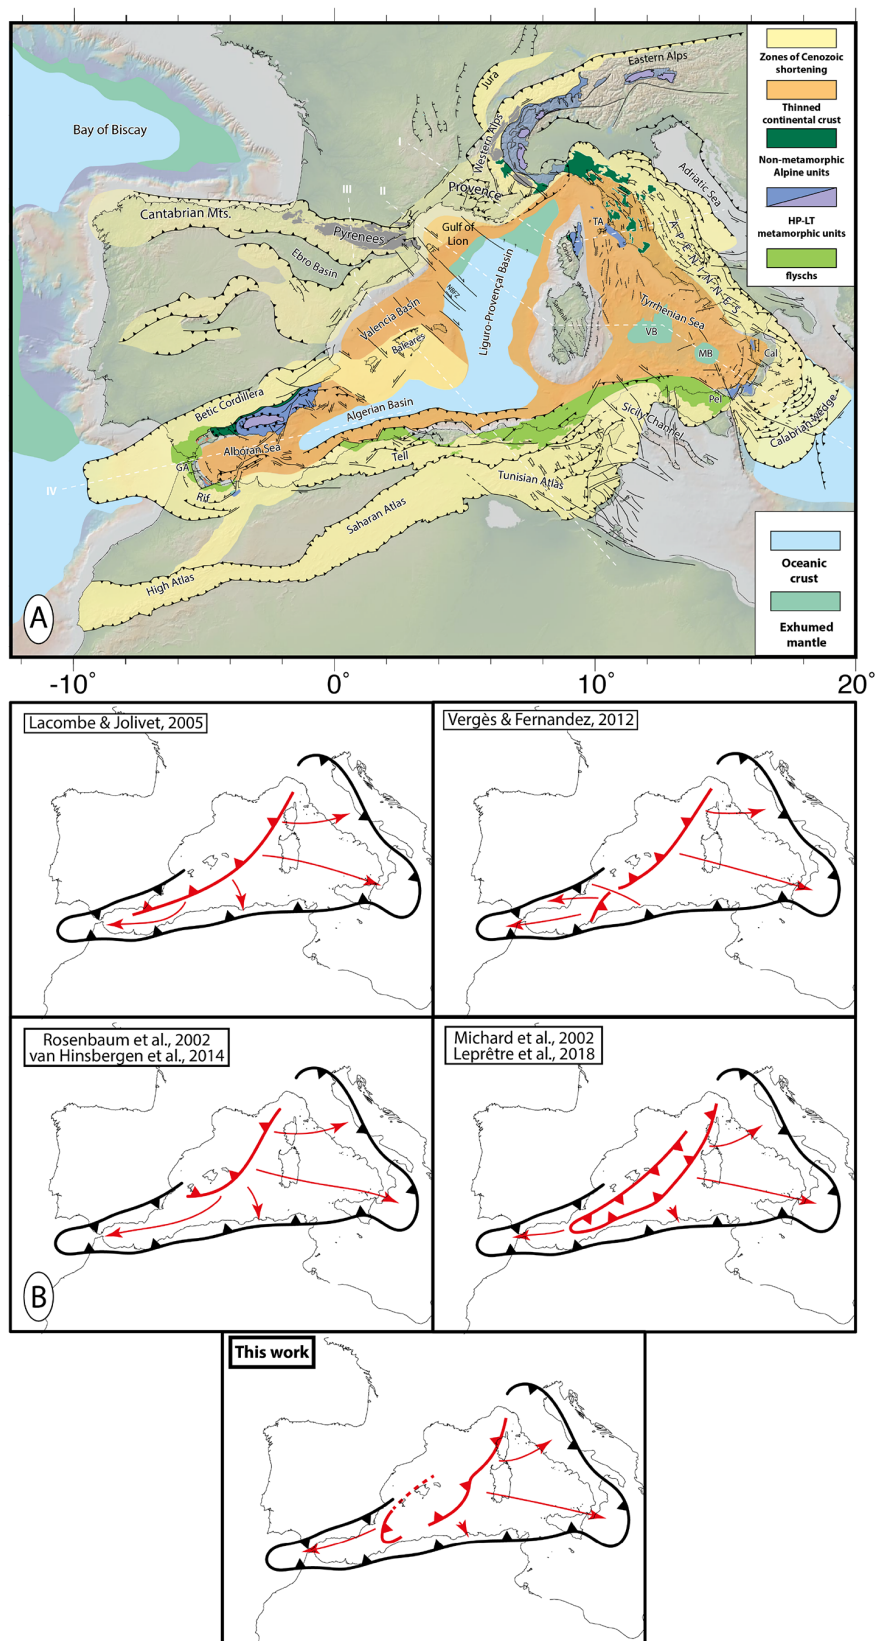 Bay of Biscay
Jura
Eastern Alps
Western Alps
Zones of Cenozoic
shortening
Thinned
continental crust
Non-metamorphic
Alpine units
HP-LT
metamorphic units
flyschs
I
II
III
Provence
Adriatic Sea
Cantabrian Mts.
Pyrenees
Gulf of
Lion
TA
APENNINES
Corsica
Ebro Basin
NBFZ
Liguro-Provençal Basin
Valencia Basin
Tyrrhenian Sea
VB
MB
Cal
Baleares
Betic Cordillera
Algerian Basin
Pel
Sicily Channel
Calabrian wedge
Alboran Sea
GA
Tell
Tunisian Atlas
IV
Rif
Saharan Atlas
High Atlas
Oceanic
crust
Exhumed
mantle
A
-10° 0° 10° 20°
Lacombe & Jolivet, 2005
Vergès & Fernandez, 2012
Rosenbaum et al., 2002
van Hinsbergen et al., 2014
Michard et al., 2002
Leprêtre et al., 2018
B
This work